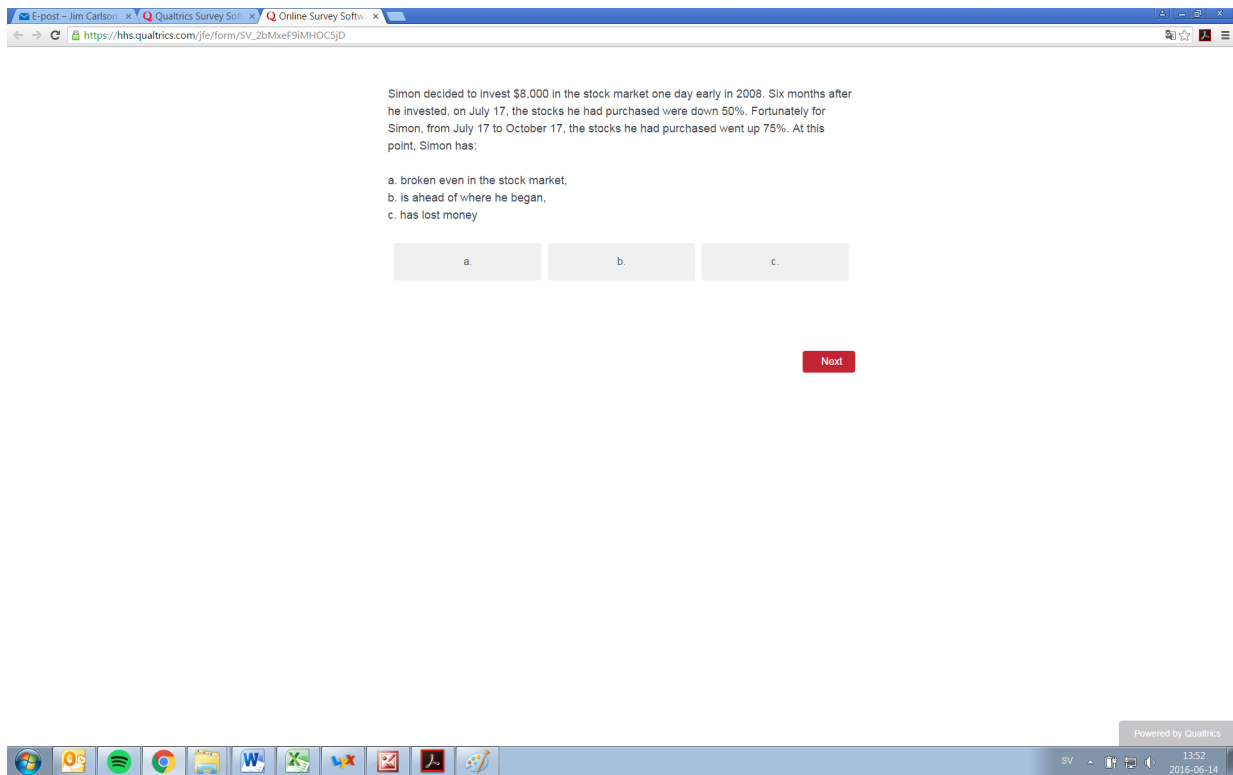 E-post – Jim Carlson
Qualtrics Survey Soft
Online Survey Softw
https://hhs.qualtrics.com/jfe/form/SV_2bMxeF9iMHOC5jD
Simon decided to invest $8,000 in the stock market one day early in 2008. Six months after
he invested, on July 17, the stocks he had purchased were down 50%. Fortunately for
Simon, from July 17 to October 17, the stocks he had purchased went up 75%. At this
point, Simon has:
a. broken even in the stock market,
b. is ahead of where he began,
c. has lost money
a.
b.
c.
Next
Powered by Qualtrics
SV
13:52
2016-06-14